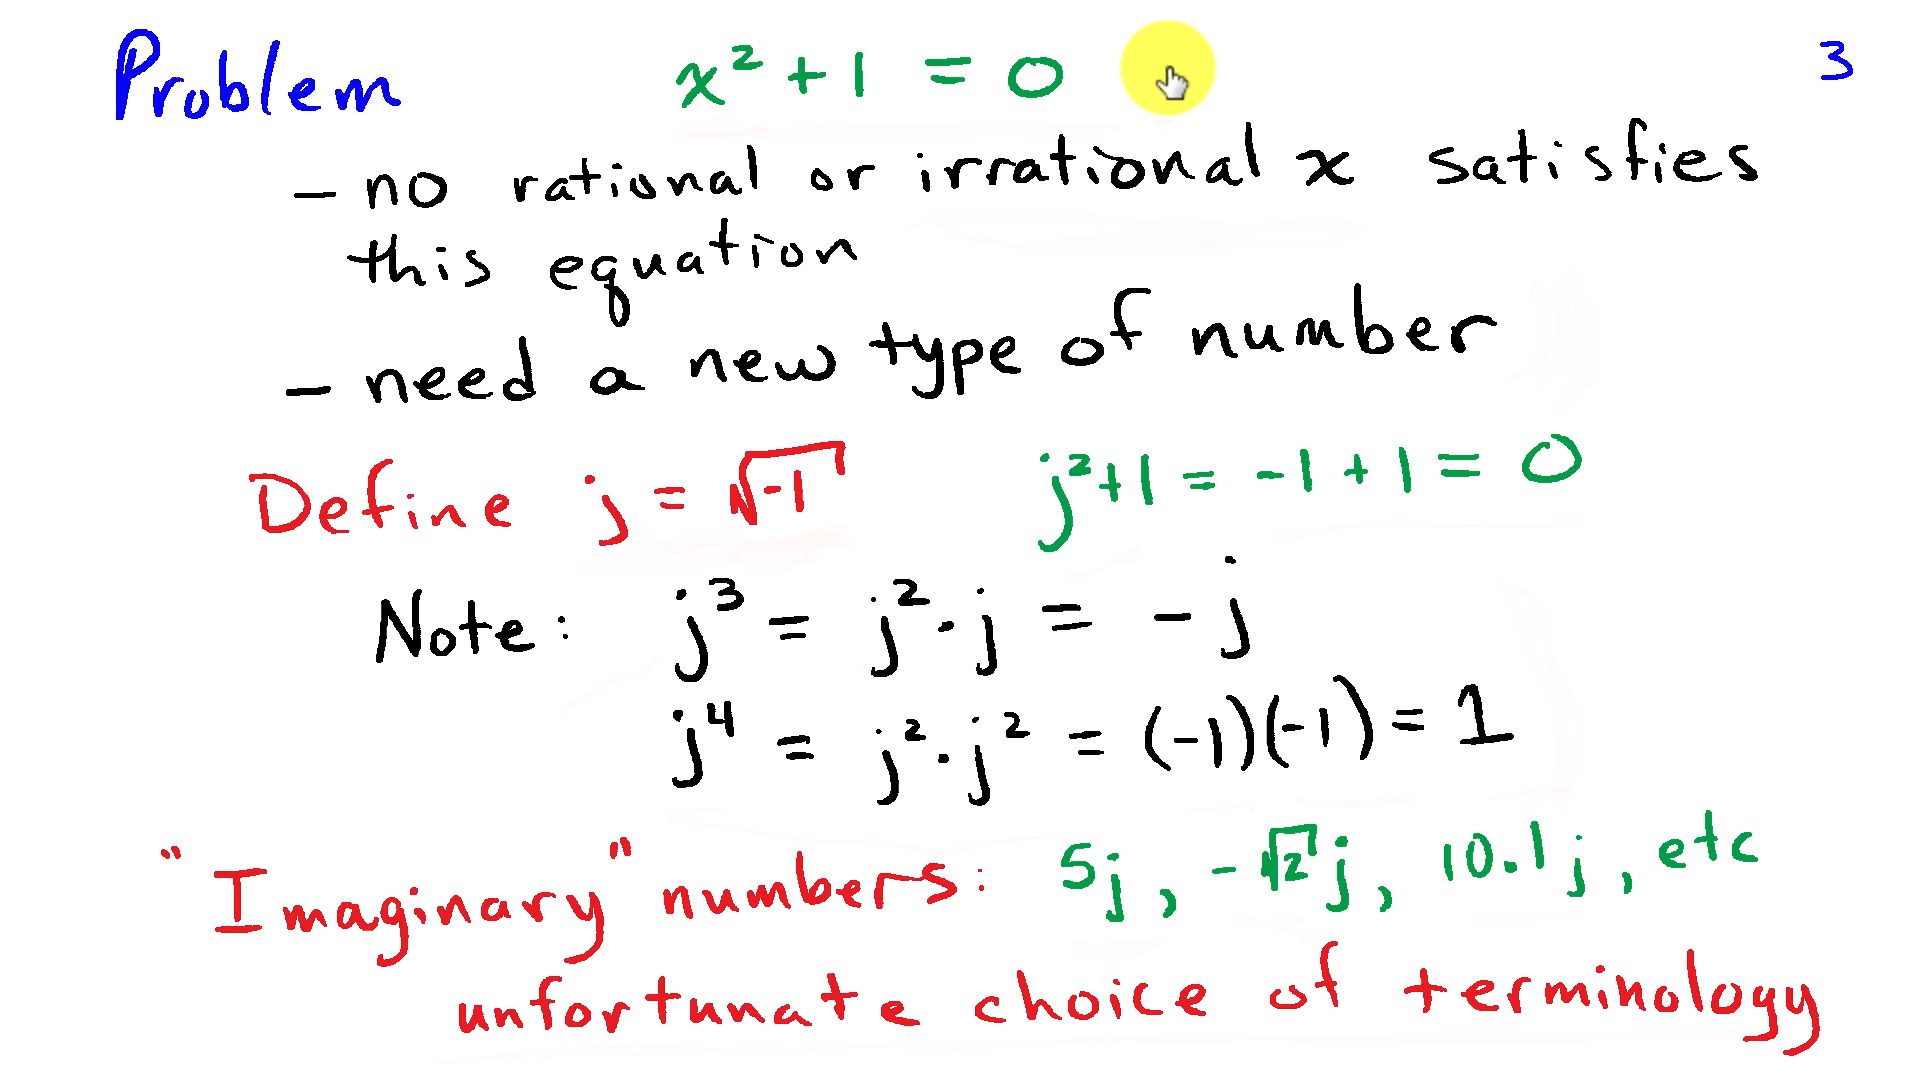 Problem x² + 1 = 0 3
- no rational or irrational x satisfies
this equation
- need a new type of number
Define j = √-1 j²+1 = -1 + 1 = 0
Note: j³ = j²·j = -j
j⁴ = j²·j² = (-1)(-1) = 1
"Imaginary" numbers: 5j, -√2 j, 10.1j, etc
unfortunate choice of terminology